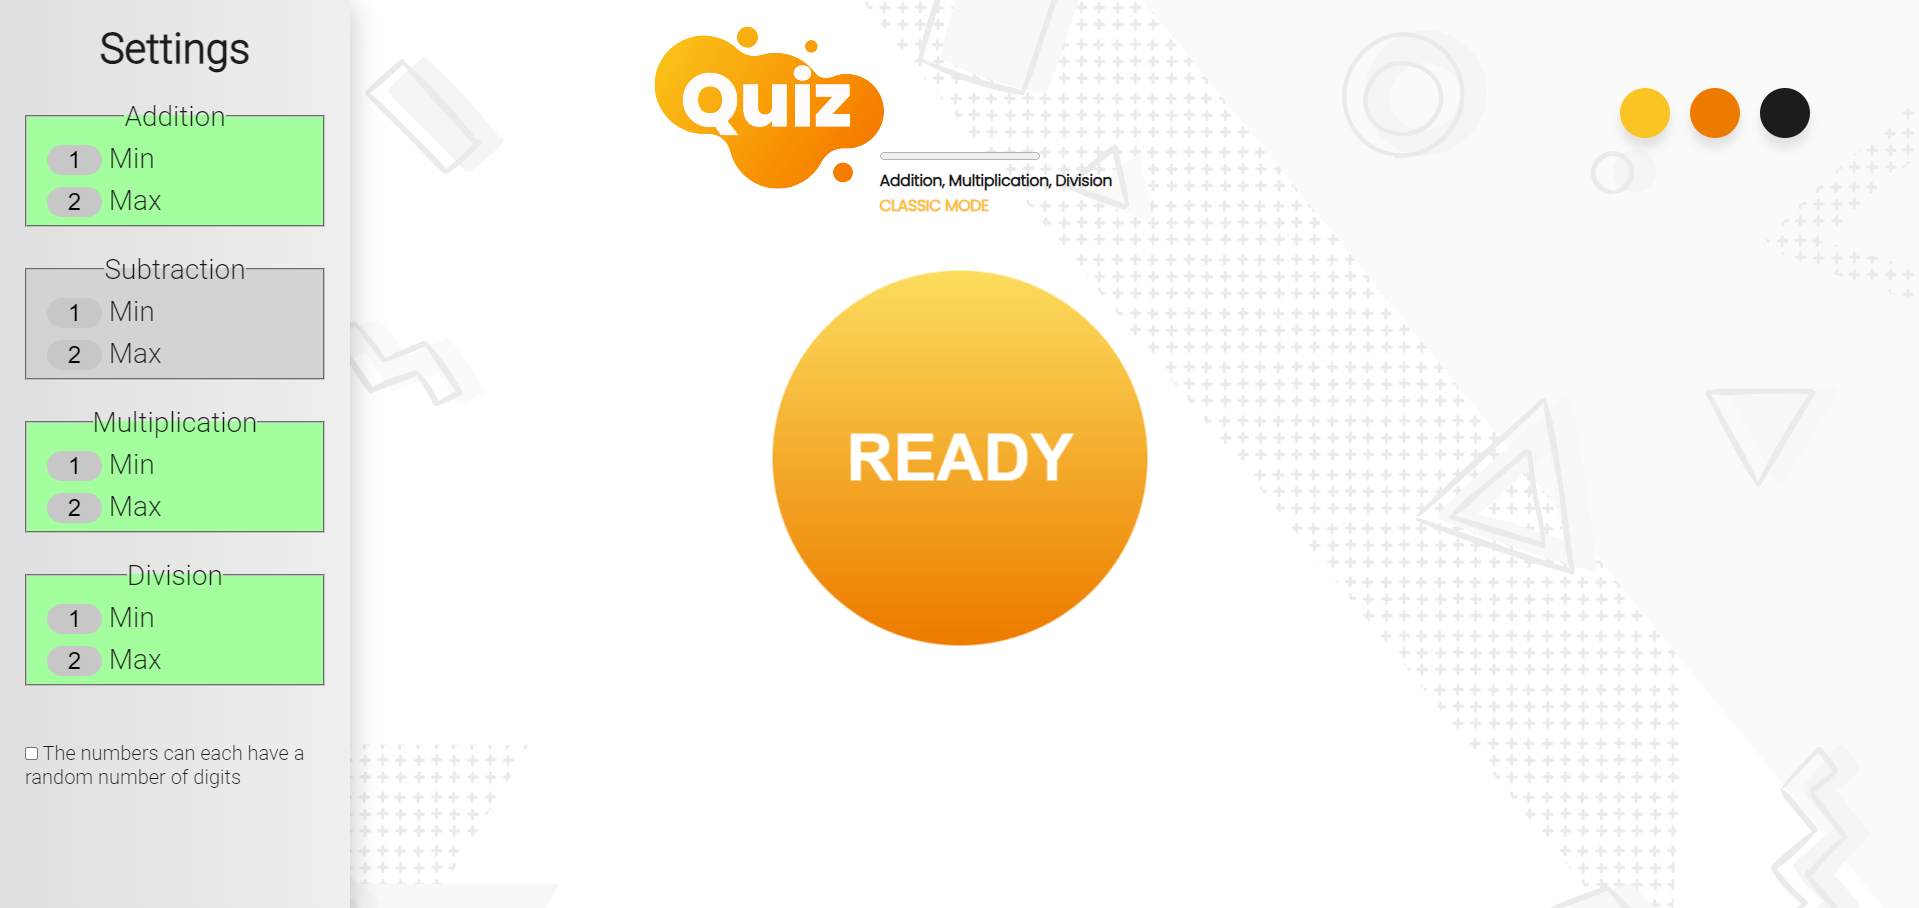 Settings
Addition
1 Min
2 Max
Subtraction
1 Min
2 Max
Multiplication
1 Min
2 Max
Division
1 Min
2 Max
The numbers can each have a
random number of digits
Quiz
Addition, Multiplication, Division
CLASSIC MODE
READY